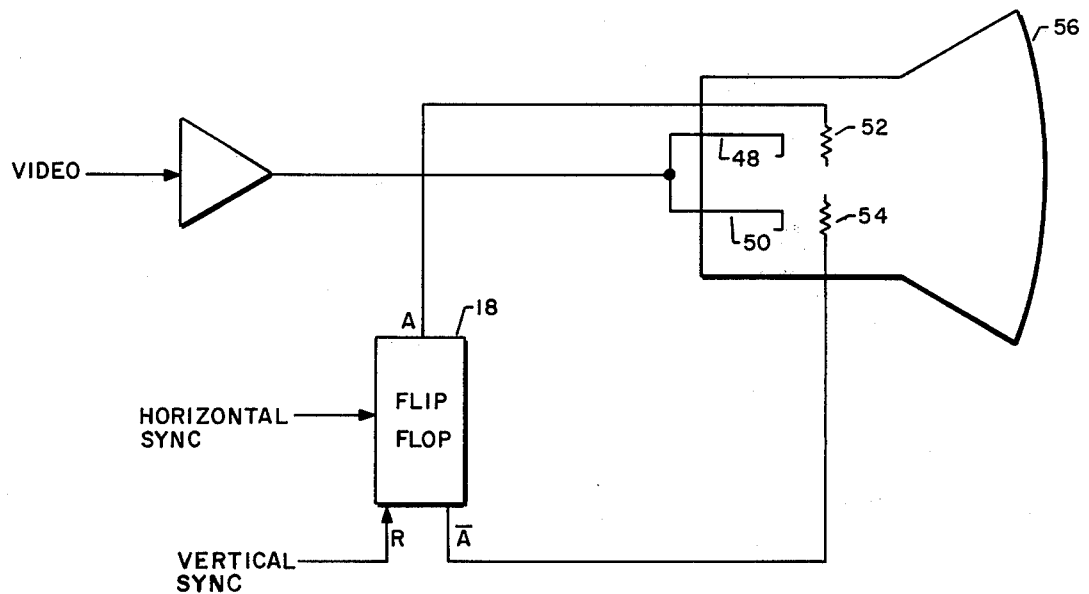 56
52
VIDEO
48
54
50
A
18
FLIP
FLOP
HORIZONTAL
SYNC
R
A̅
VERTICAL
SYNC